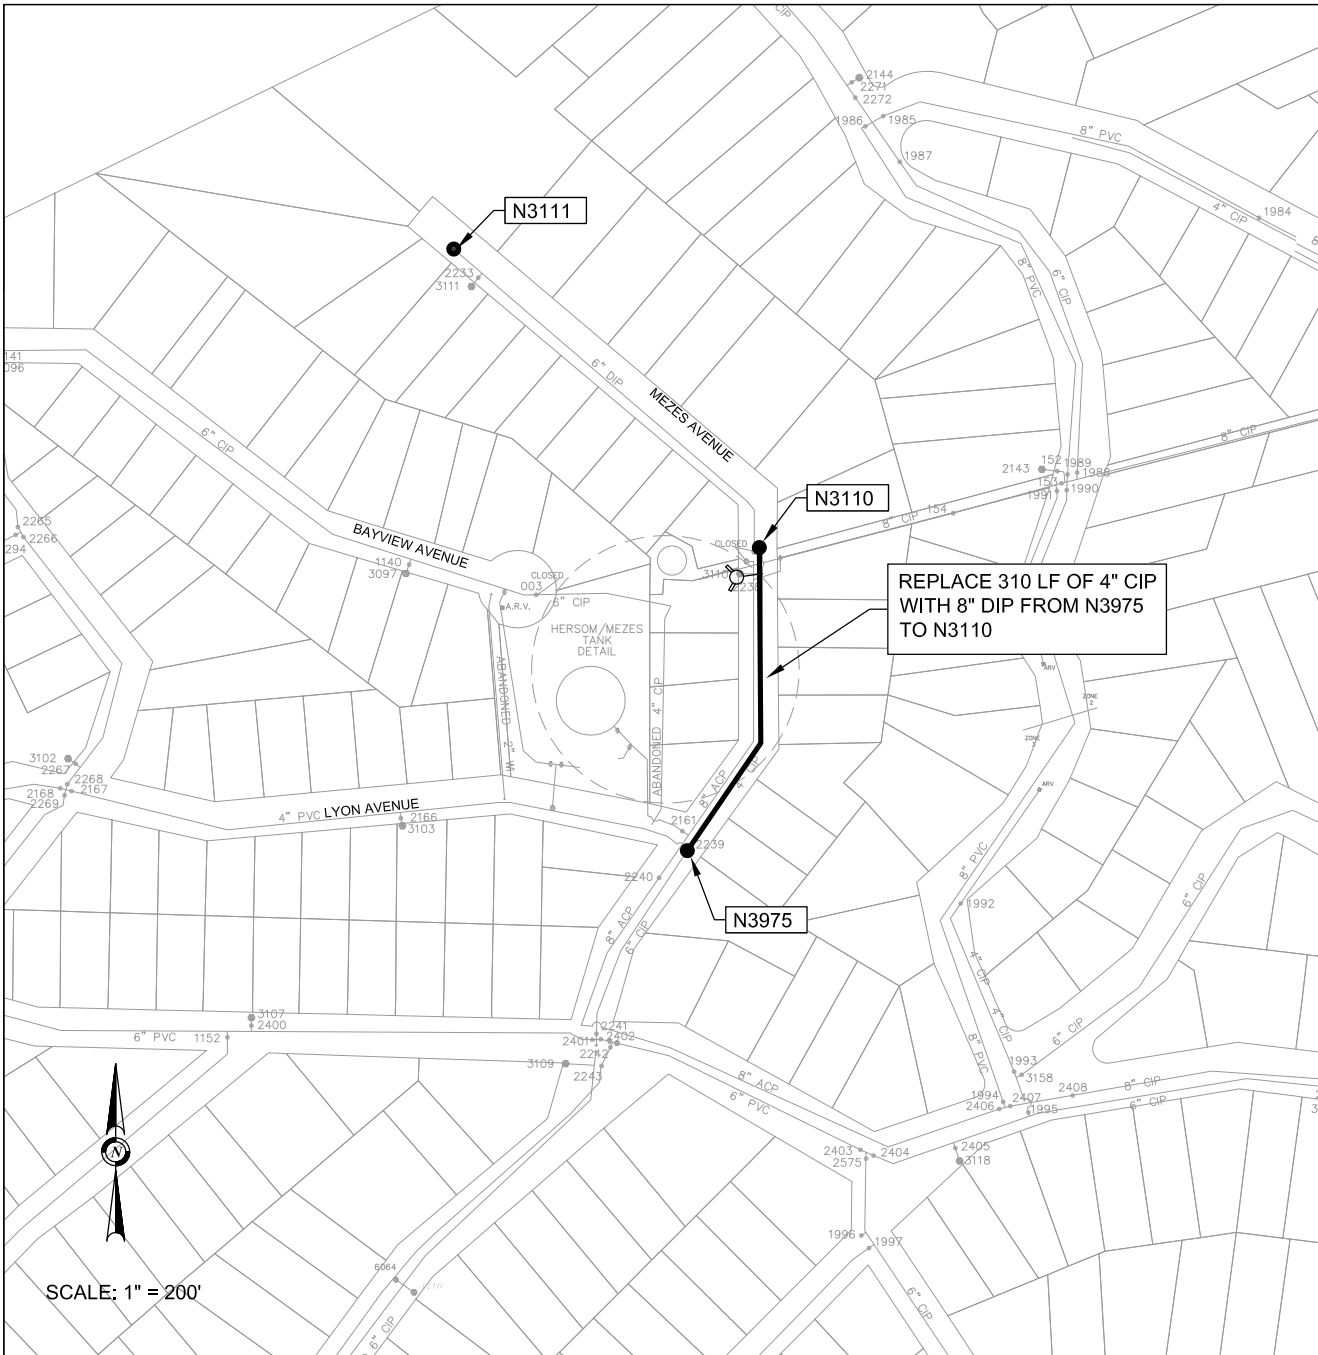 CIP
2144
2271
2272
1986
1985
1987
8" PVC
1984
4" CIP
8"
N3111
2233
3111
8" PVC
6" CIP
6" DIP
MEZES AVENUE
141
096
6" CIP
8" CIP
2143
152
1989
1988
153
1991
1990
N3110
8" CIP
154
2265
2266
294
BAYVIEW AVENUE
1140
3097
CLOSED
003
6" CIP
A.R.V.
CLOSED
3110
2238
REPLACE 310 LF OF 4" CIP
WITH 8" DIP FROM N3975
TO N3110
HERSOM/MEZES
TANK
DETAIL
ABANDONED 2" WI
ABANDONED 4" CIP
ARV
ZONE
2
ZONE
3
ARV
3102
2267
2268
2168
2167
2269
4" PVC
LYON AVENUE
2166
3103
8" ACP
4" CIP
2161
2239
2240
8" PVC
6" CIP
1992
N3975
8" ACP
6" CIP
4" CIP
4" CIP
6" CIP
3107
2400
6" PVC
1152
2241
2401
2402
2242
3109
2243
8" ACP
6" PVC
8" PVC
1993
3158
2408
8" CIP
1994
2407
2406
1995
6" CIP
3
2403
2404
2575
2405
3118
N
1996
1997
6064
6" CIP
6" CIP
SCALE: 1" = 200'